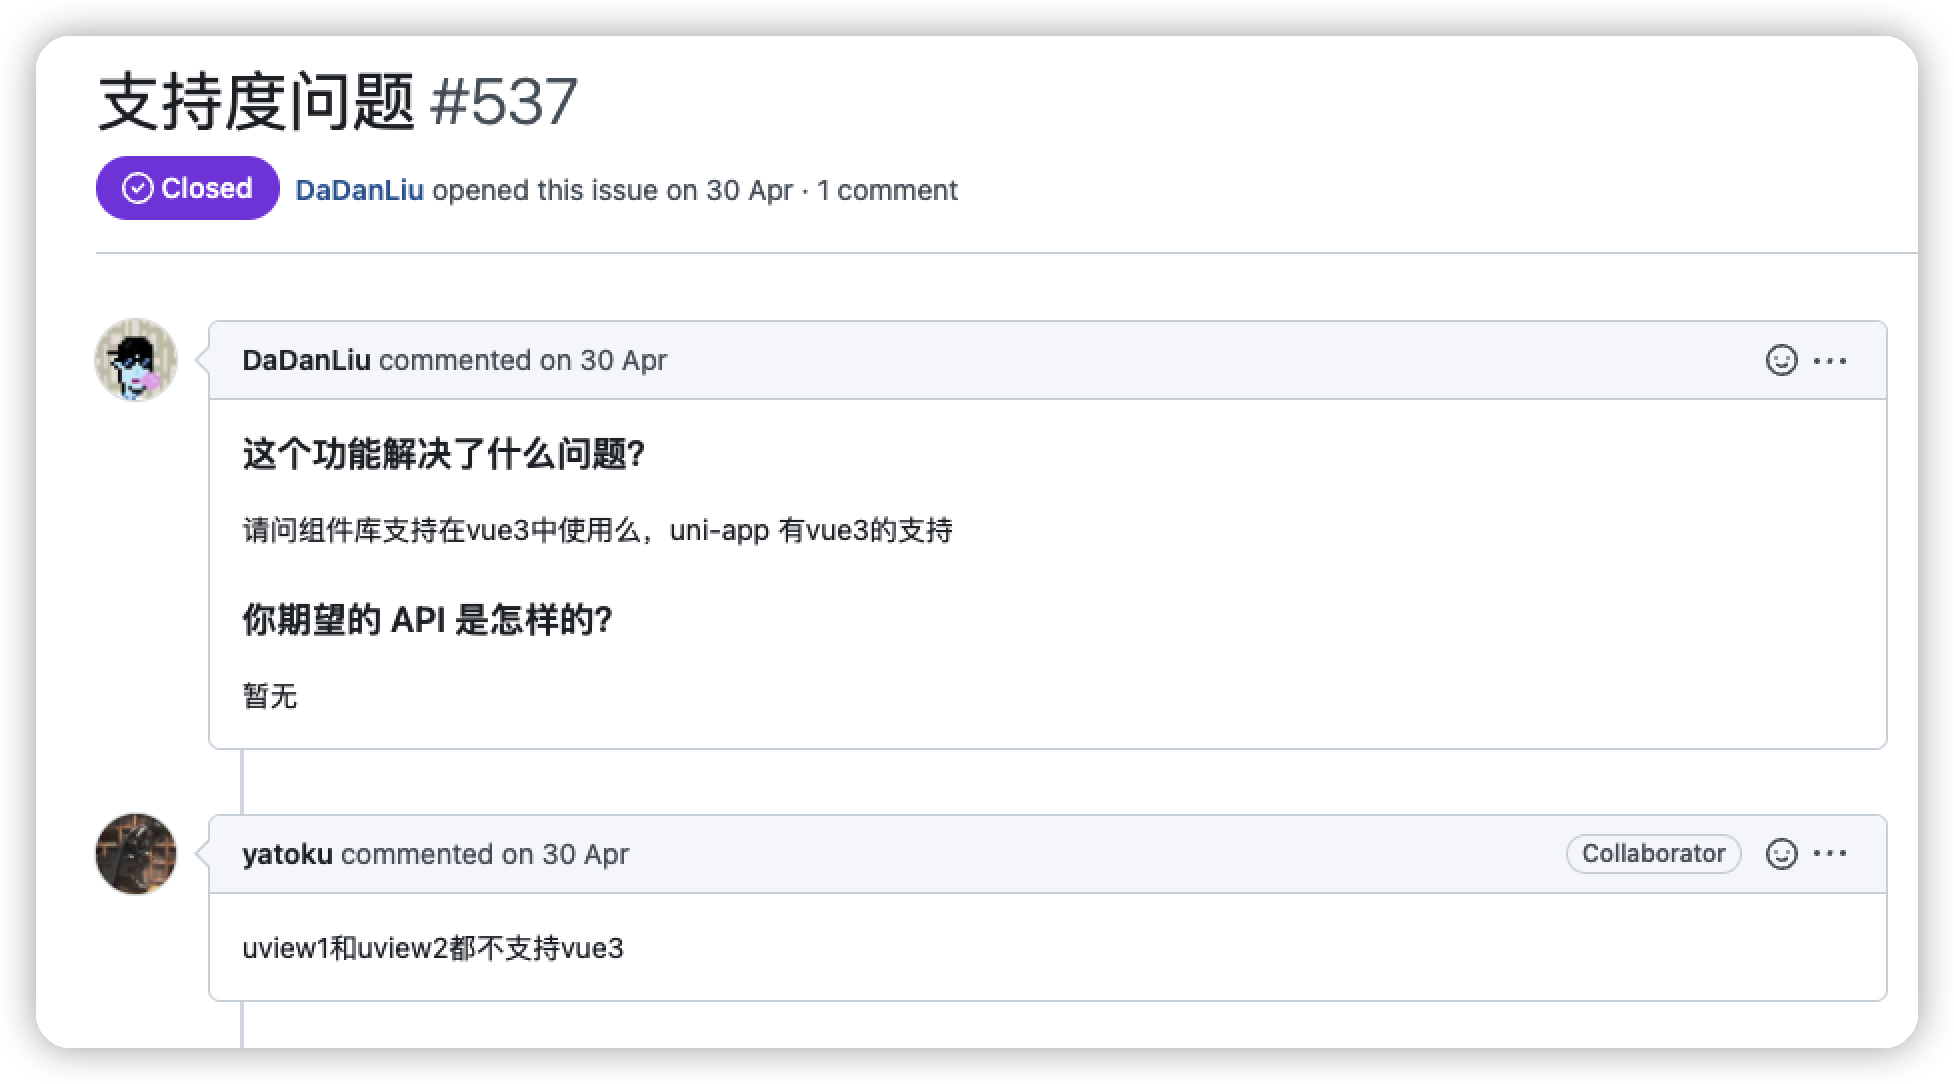 支持度问题 #537
Closed DaDanLiu opened this issue on 30 Apr · 1 comment
DaDanLiu commented on 30 Apr
这个功能解决了什么问题?
请问组件库支持在vue3中使用么，uni-app 有vue3的支持
你期望的 API 是怎样的?
暂无
yatoku commented on 30 Apr Collaborator
uview1和uview2都不支持vue3